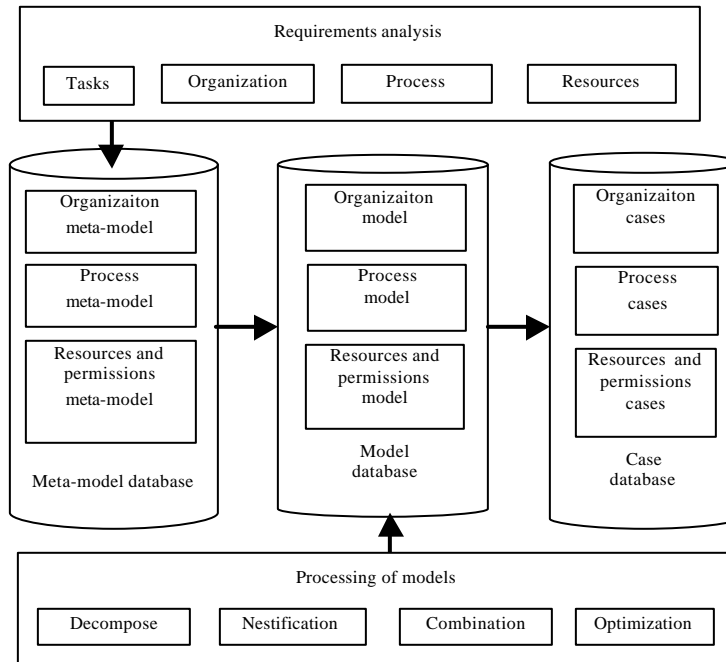 Requirements analysis
Tasks
Organization
Process
Resources
Organizaiton
meta-model
Process
meta-model
Resources and
permissions
meta-model
Meta-model database
Organizaiton
model
Process
model
Resources and
permissions
model
Model
database
Organizaiton
cases
Process
cases
Resources and
permissions
cases
Case
database
Processing of models
Decompose
Nestification
Combination
Optimization